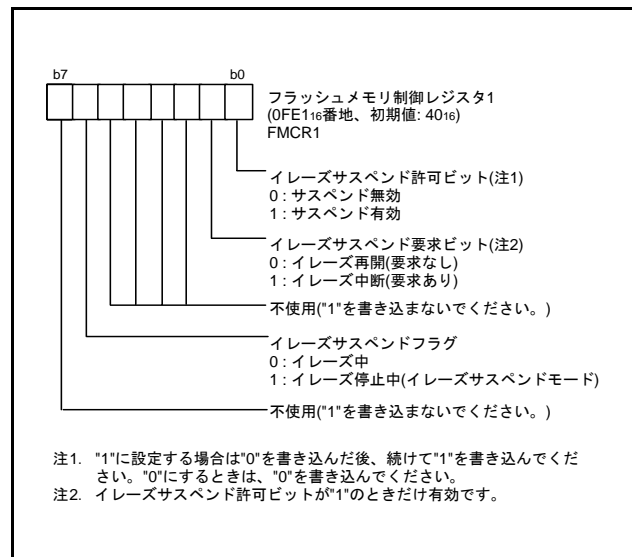 b7 b0
フラッシュメモリ制御レジスタ1
(0FE116番地、初期値: 4016)
FMCR1
イレーズサスペンド許可ビット(注1)
0 : サスペンド無効
1 : サスペンド有効
イレーズサスペンド要求ビット(注2)
0 : イレーズ再開(要求なし)
1 : イレーズ中断(要求あり)
不使用("1"を書き込まないでください。)
イレーズサスペンドフラグ
0 : イレーズ中
1 : イレーズ停止中(イレーズサスペンドモード)
不使用("1"を書き込まないでください。)
注1. "1"に設定する場合は"0"を書き込んだ後、続けて"1"を書き込んでくだ
さい。"0"にするときは、"0"を書き込んでください。
注2. イレーズサスペンド許可ビットが"1"のときだけ有効です。